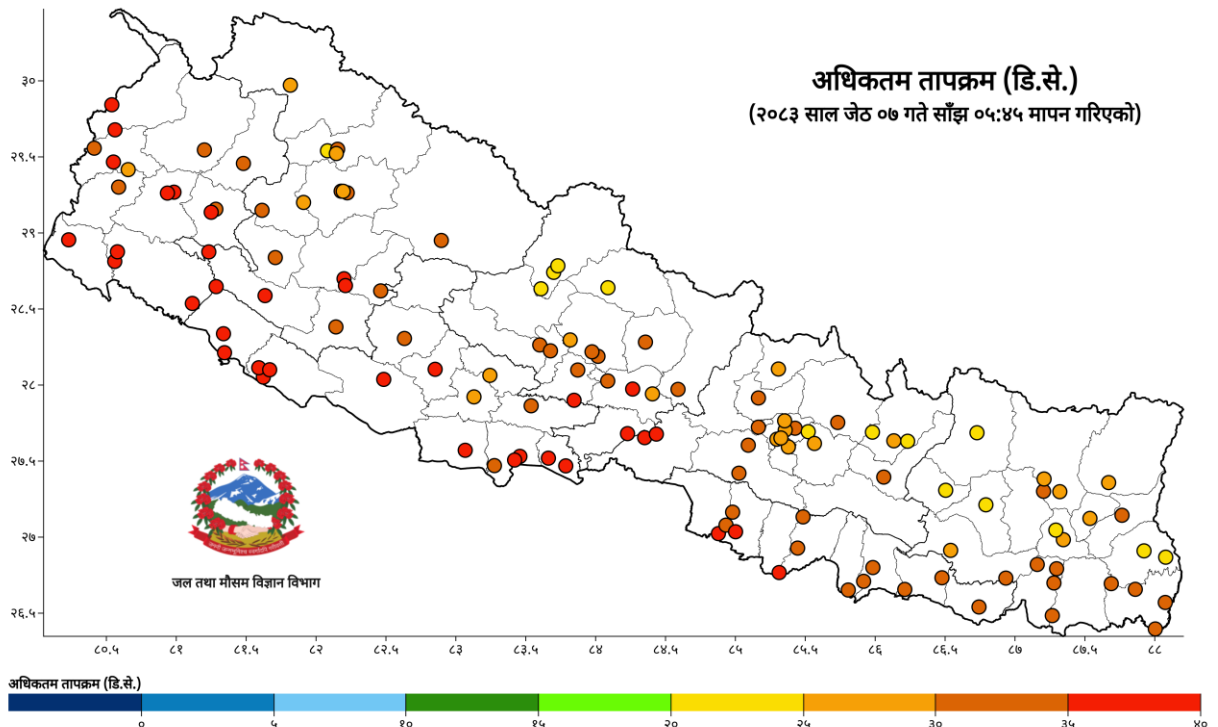 अधिकतम तापक्रम (डि.से.)
(२०८३ साल जेठ ०७ गते साँझ ०५:४५ मापन गरिएको)
३०
२९.५
२९
२८.५
२८
२७.५
२७
२६.५
जल तथा मौसम विज्ञान विभाग
८०.५ ८१ ८१.५ ८२ ८२.५ ८३ ८३.५ ८४ ८४.५ ८५ ८५.५ ८६ ८६.५ ८७ ८७.५ ८८
अधिकतम तापक्रम (डि.से.)
० ५ १० १५ २० २५ ३० ३५ ४०